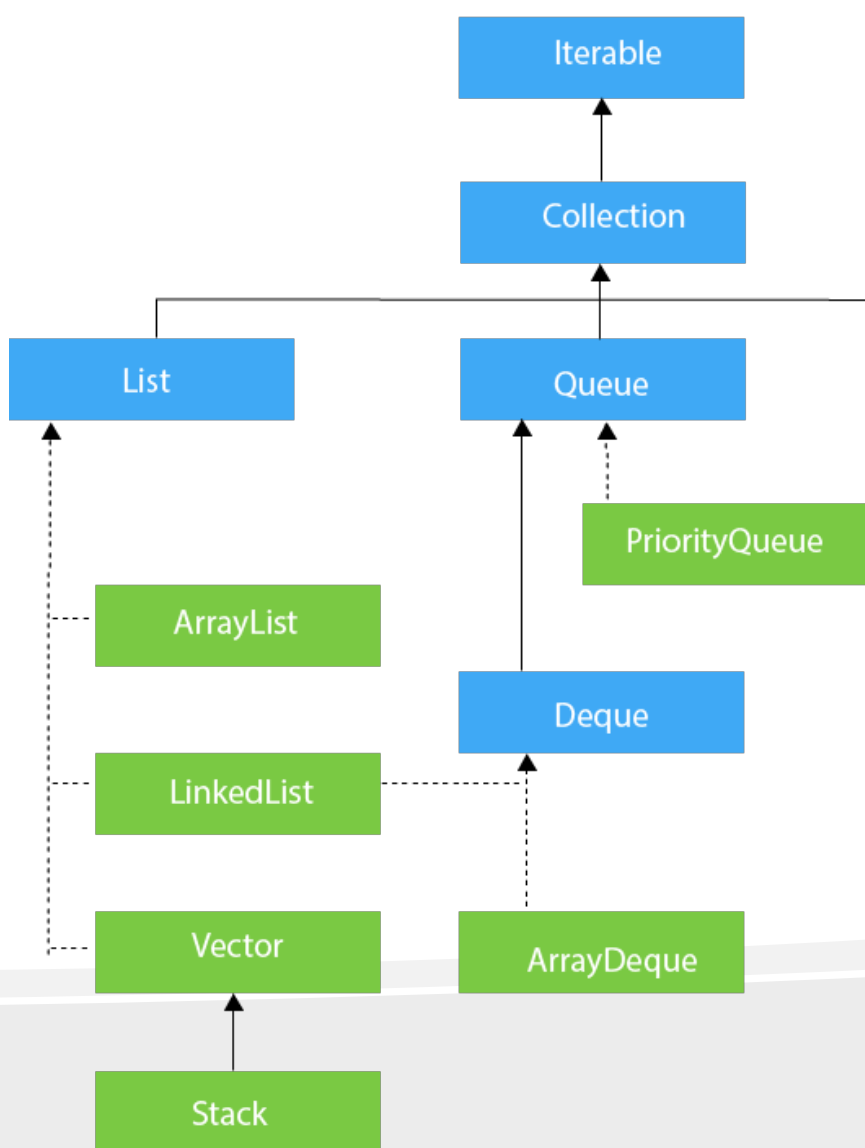 Iterable
Collection
List
Queue
PriorityQueue
ArrayList
Deque
LinkedList
Vector
ArrayDeque
Stack